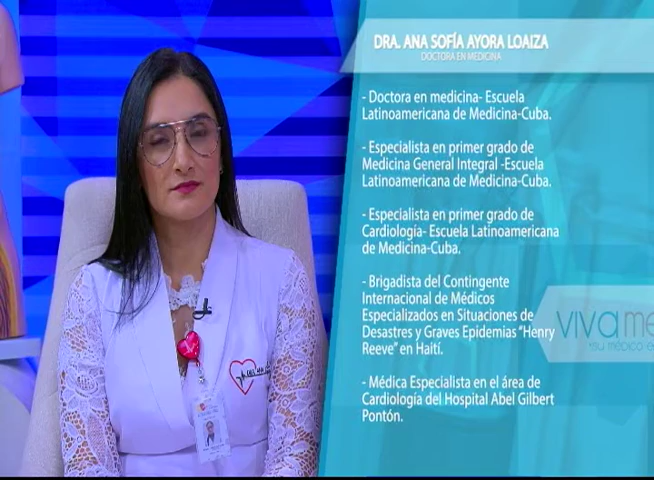 DRA. ANA SOFÍA AYORA LOAIZA
DOCTORA EN MEDICINA
- Doctora en medicina- Escuela
Latinoamericana de Medicina-Cuba.
- Especialista en primer grado de
Medicina General Integral -Escuela
Latinoamericana de Medicina-Cuba.
- Especialista en primer grado de
Cardiología- Escuela Latinoamericana
de Medicina-Cuba.
- Brigadista del Contingente
Internacional de Médicos
Especializados en Situaciones de
Desastres y Graves Epidemias "Henry
Reeve" en Haití.
- Médica Especialista en el área de
Cardiología del Hospital Abel Gilbert
Pontón.
viva me